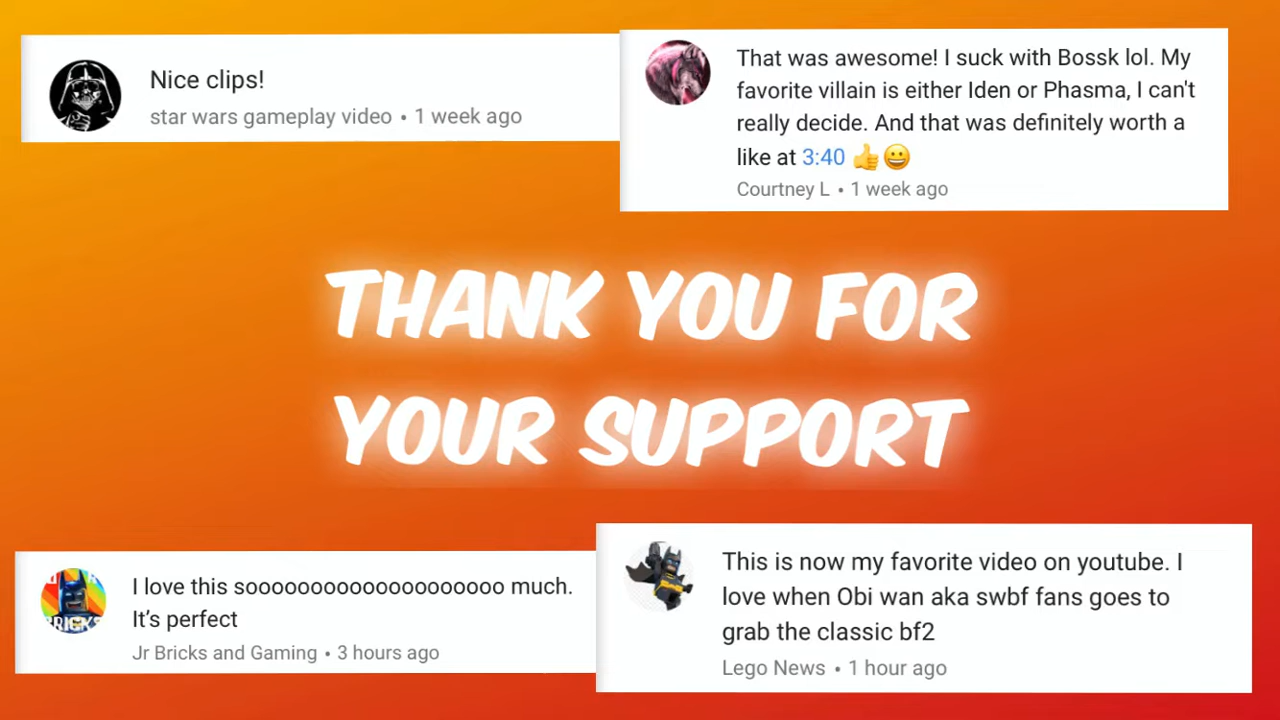 Nice clips!
star wars gameplay video • 1 week ago
That was awesome! I suck with Bossk lol. My
favorite villain is either Iden or Phasma, I can't
really decide. And that was definitely worth a
like at 3:40 👍😀
Courtney L • 1 week ago
THANK YOU FOR
YOUR SUPPORT
I love this soooooooooooooooooooo much.
It's perfect
Jr Bricks and Gaming • 3 hours ago
This is now my favorite video on youtube. I
love when Obi wan aka swbf fans goes to
grab the classic bf2
Lego News • 1 hour ago
RICKS